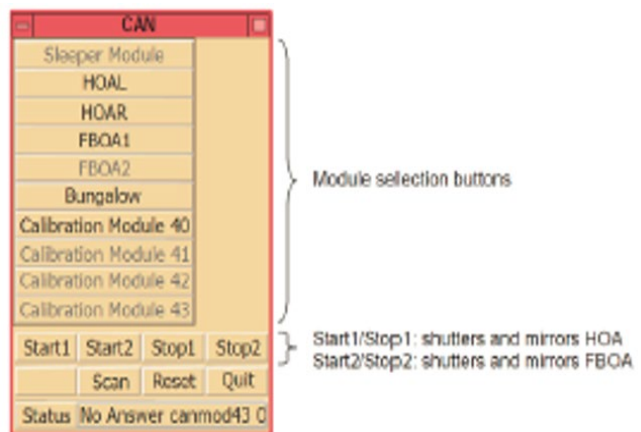 CAN
Sleeper Module
HOAL
HOAR
FBOA1
FBOA2
Bungalow
Calibration Module 40
Calibration Module 41
Calibration Module 42
Calibration Module 43
Module selection buttons
Start1 Start2 Stop1 Stop2
Start1/Stop1: shutters and mirrors HOA
Start2/Stop2: shutters and mirrors FBOA
Scan Reset Quit
Status No Answer canmod43 0